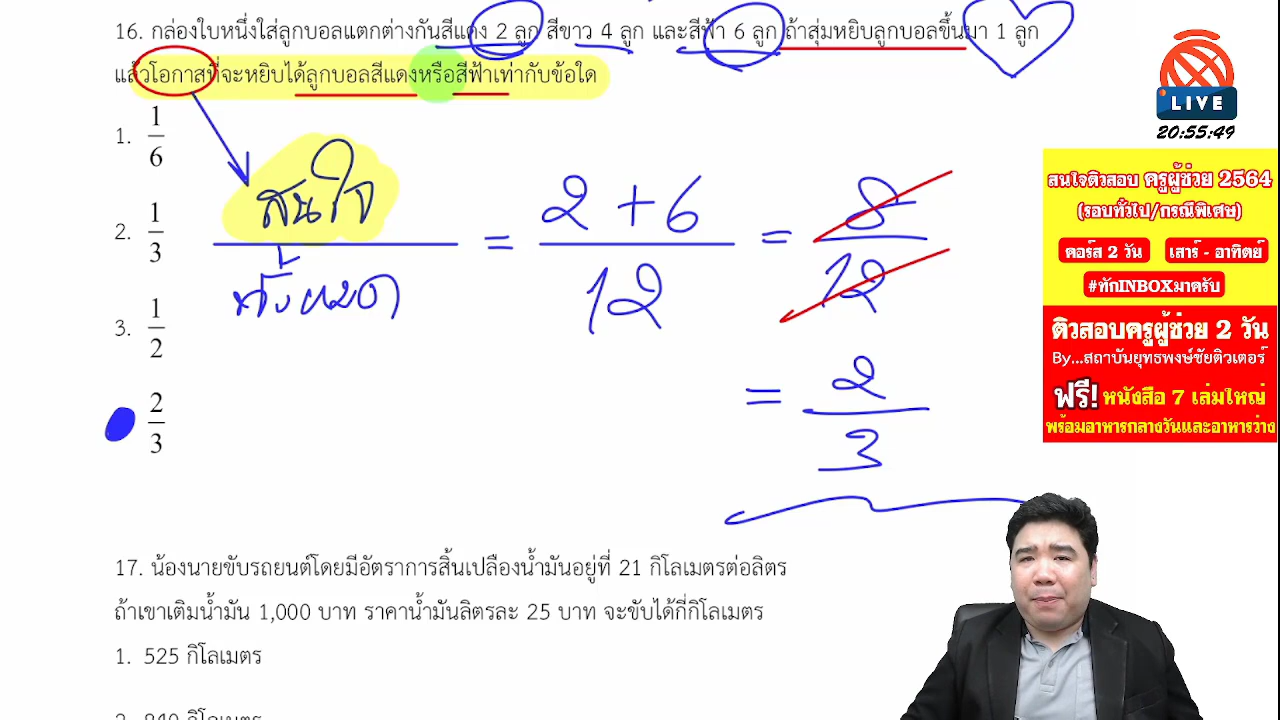 16. กล่องใบหนึ่งใส่ลูกบอลแตกต่างกันสีแดง 2 ลูก สีขาว 4 ลูก และสีฟ้า 6 ลูก ถ้าสุ่มหยิบลูกบอลขึ้นมา 1 ลูก
แล้วโอกาสที่จะหยิบได้ลูกบอลสีแดงหรือสีฟ้าเท่ากับข้อใด
1. 1/6
2. 1/3
3. 1/2
2/3
สนใจ/ทั้งหมด = 2+6/12 = 8/12
= 2/3
17. น้องนายขับรถยนต์โดยมีอัตราการสิ้นเปลืองน้ำมันอยู่ที่ 21 กิโลเมตรต่อลิตร
ถ้าเขาเติมน้ำมัน 1,000 บาท ราคาน้ำมันลิตรละ 25 บาท จะขับได้กี่กิโลเมตร
1. 525 กิโลเมตร
2. 840 กิโลเมตร
LIVE
20:55:49
สนใจติวสอบ ครูผู้ช่วย 2564
(รอบทั่วไป/กรณีพิเศษ)
คอร์ส 2 วัน เสาร์ - อาทิตย์
#ทักINBOXมาครับ
ติวสอบครูผู้ช่วย 2 วัน
By...สถาบันยุทธพงษ์ชัยติวเตอร์
ฟรี! หนังสือ 7 เล่มใหญ่
พร้อมอาหารกลางวันและอาหารว่าง